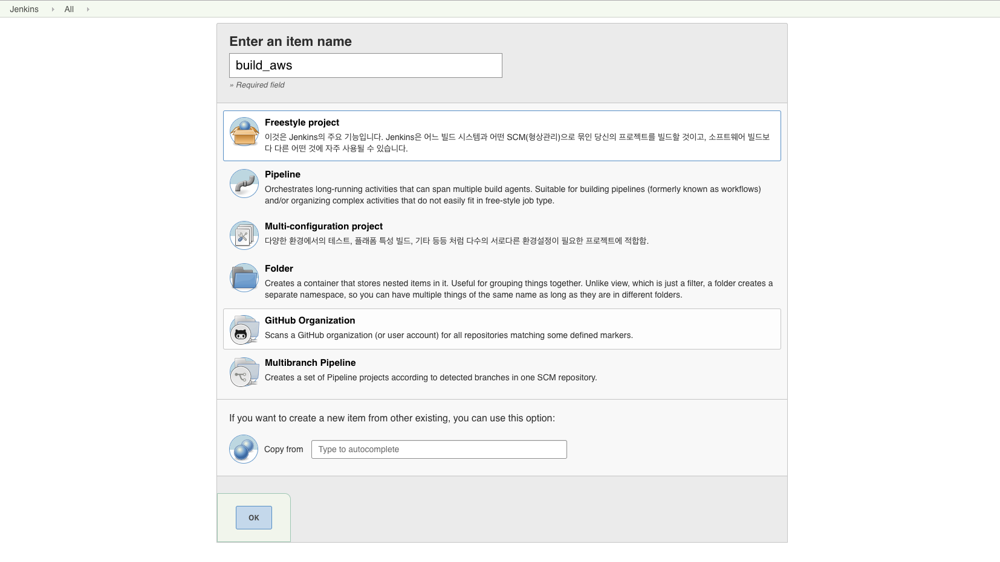 Jenkins All
Enter an item name
build_aws
» Required field
Freestyle project
이것은 Jenkins의 주요 기능입니다. Jenkins은 어느 빌드 시스템과 어떤 SCM(형상관리)으로 묶인 당신의 프로젝트를 빌드할 것이고, 소프트웨어 빌드보
다 다른 어떤 것에 자주 사용될 수 있습니다.
Pipeline
Orchestrates long-running activities that can span multiple build agents. Suitable for building pipelines (formerly known as workflows)
and/or organizing complex activities that do not easily fit in free-style job type.
Multi-configuration project
다양한 환경에서의 테스트, 플래폼 특성 빌드, 기타 등등 처럼 다수의 서로다른 환경설정이 필요한 프로젝트에 적합함.
Folder
Creates a container that stores nested items in it. Useful for grouping things together. Unlike view, which is just a filter, a folder creates a
separate namespace, so you can have multiple things of the same name as long as they are in different folders.
GitHub Organization
Scans a GitHub organization (or user account) for all repositories matching some defined markers.
Multibranch Pipeline
Creates a set of Pipeline projects according to detected branches in one SCM repository.
If you want to create a new item from other existing, you can use this option:
Copy from Type to autocomplete
OK